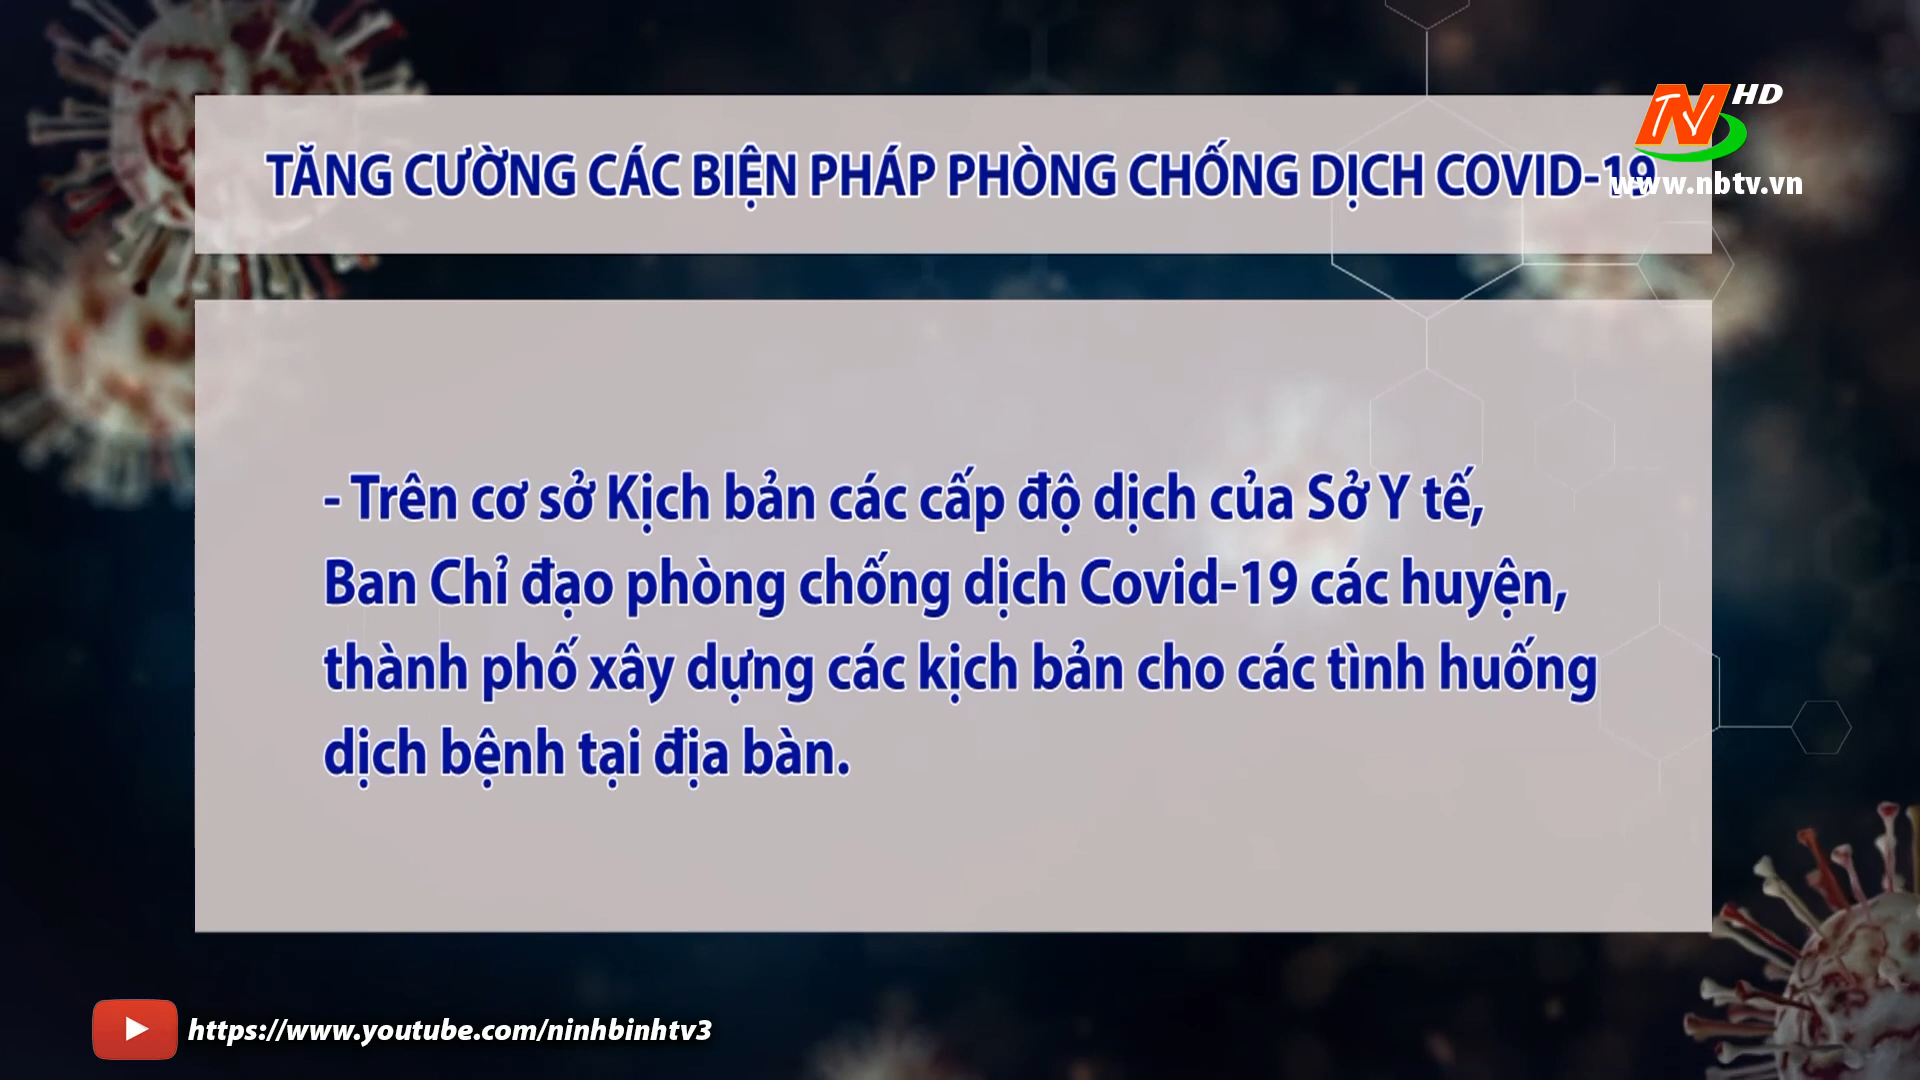 NTV HD
www.nbtv.vn
TĂNG CƯỜNG CÁC BIỆN PHÁP PHÒNG CHỐNG DỊCH COVID-19
- Trên cơ sở Kịch bản các cấp độ dịch của Sở Y tế,
Ban Chỉ đạo phòng chống dịch Covid-19 các huyện,
thành phố xây dựng các kịch bản cho các tình huống
dịch bệnh tại địa bàn.
https://www.youtube.com/ninhbinhtv3